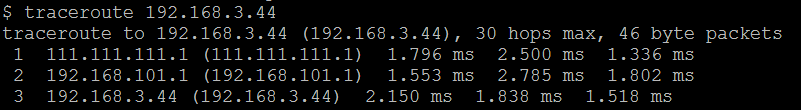 $ traceroute 192.168.3.44
traceroute to 192.168.3.44 (192.168.3.44), 30 hops max, 46 byte packets
 1  111.111.111.1 (111.111.111.1)  1.796 ms  2.500 ms  1.336 ms
 2  192.168.101.1 (192.168.101.1)  1.553 ms  2.785 ms  1.802 ms
 3  192.168.3.44 (192.168.3.44)  2.150 ms  1.838 ms  1.518 ms